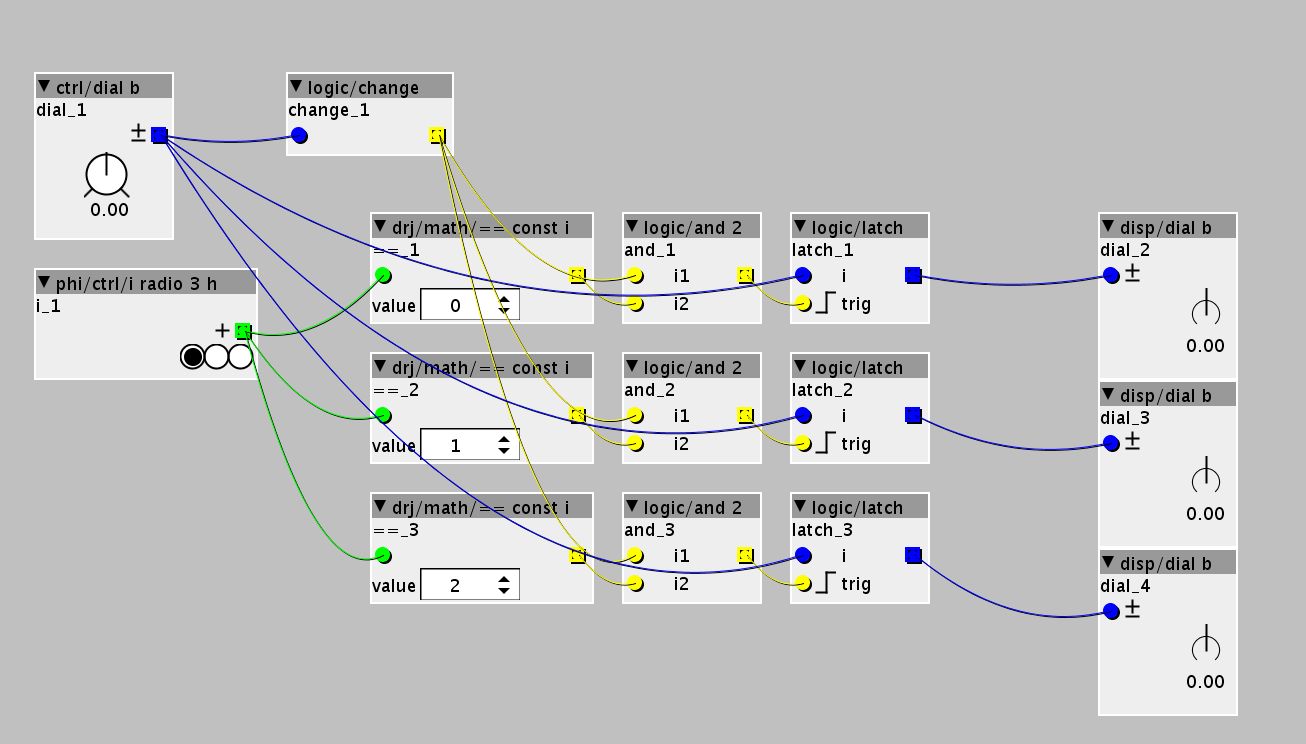 ▼ ctrl/dial b
dial_1
±
0.00
▼ logic/change
change_1
▼ phi/ctrl/i radio 3 h
i_1
+
▼ drj/math/== const i
==_1
value 0
▼ logic/and 2
and_1
i1
i2
▼ logic/latch
latch_1
i
trig
▼ disp/dial b
dial_2
±
0.00
▼ drj/math/== const i
==_2
value 1
▼ logic/and 2
and_2
i1
i2
▼ logic/latch
latch_2
i
trig
▼ disp/dial b
dial_3
±
0.00
▼ drj/math/== const i
==_3
value 2
▼ logic/and 2
and_3
i1
i2
▼ logic/latch
latch_3
i
trig
▼ disp/dial b
dial_4
±
0.00